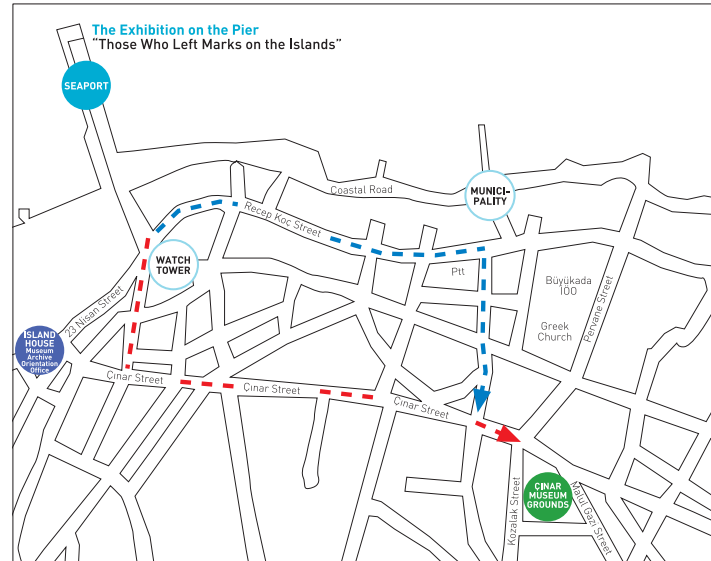 The Exhibition on the Pier
“Those Who Left Marks on the Islands”
SEAPORT
Coastal Road
MUNICI-
PALITY
Recep Koc Street
WATCH
TOWER
Ptt
Büyükada
İOO
Greek
Church
Pervane Street
23 Nisan Street
ISLAND
HOUSE
Museum
Archive
Orientation
Office
Çınar Street
Çınar Street
Çınar Street
ÇINAR
MUSEUM
GROUNDS
Kozalak Street
Malul Gazi Street